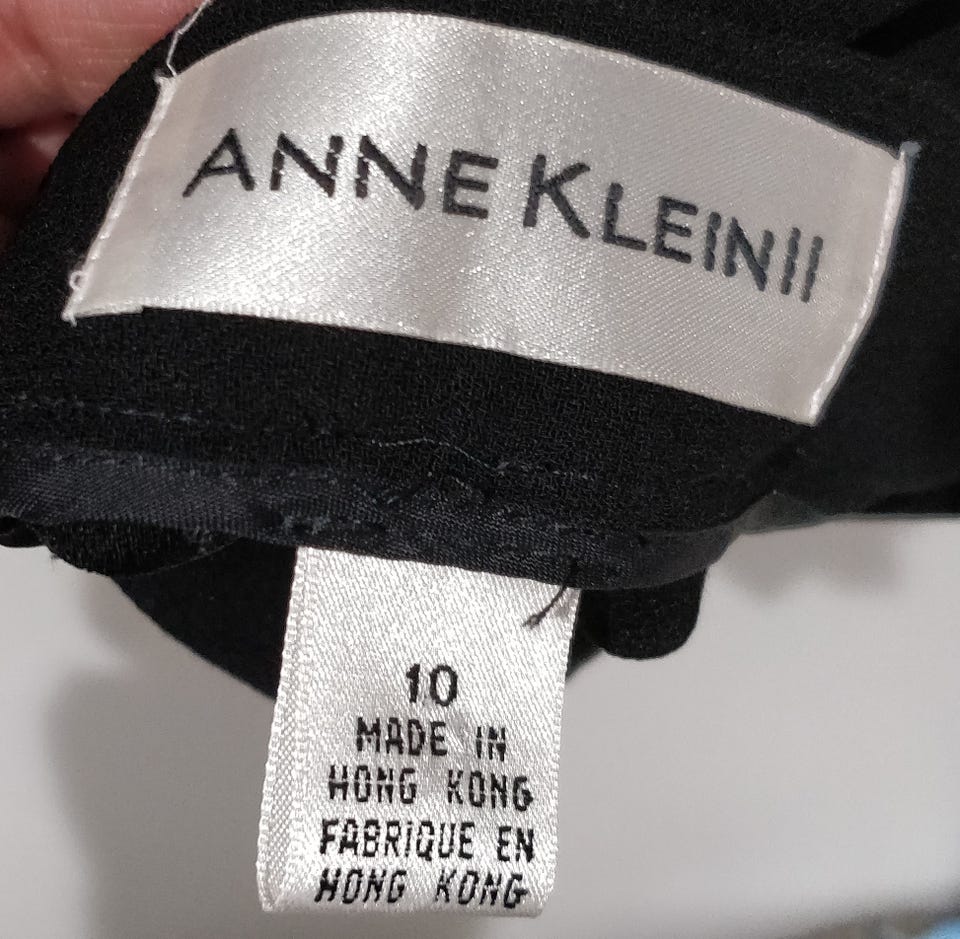 ANNE KLEIN II
10
MADE IN
HONG KONG
FABRIQUE EN
HONG KONG